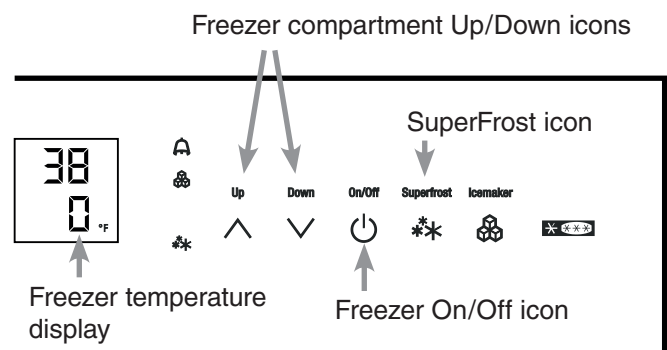 Freezer compartment Up/Down icons
SuperFrost icon
38
0 °F
Up Down On/Off Superfrost Icemaker
Freezer temperature
display
Freezer On/Off icon